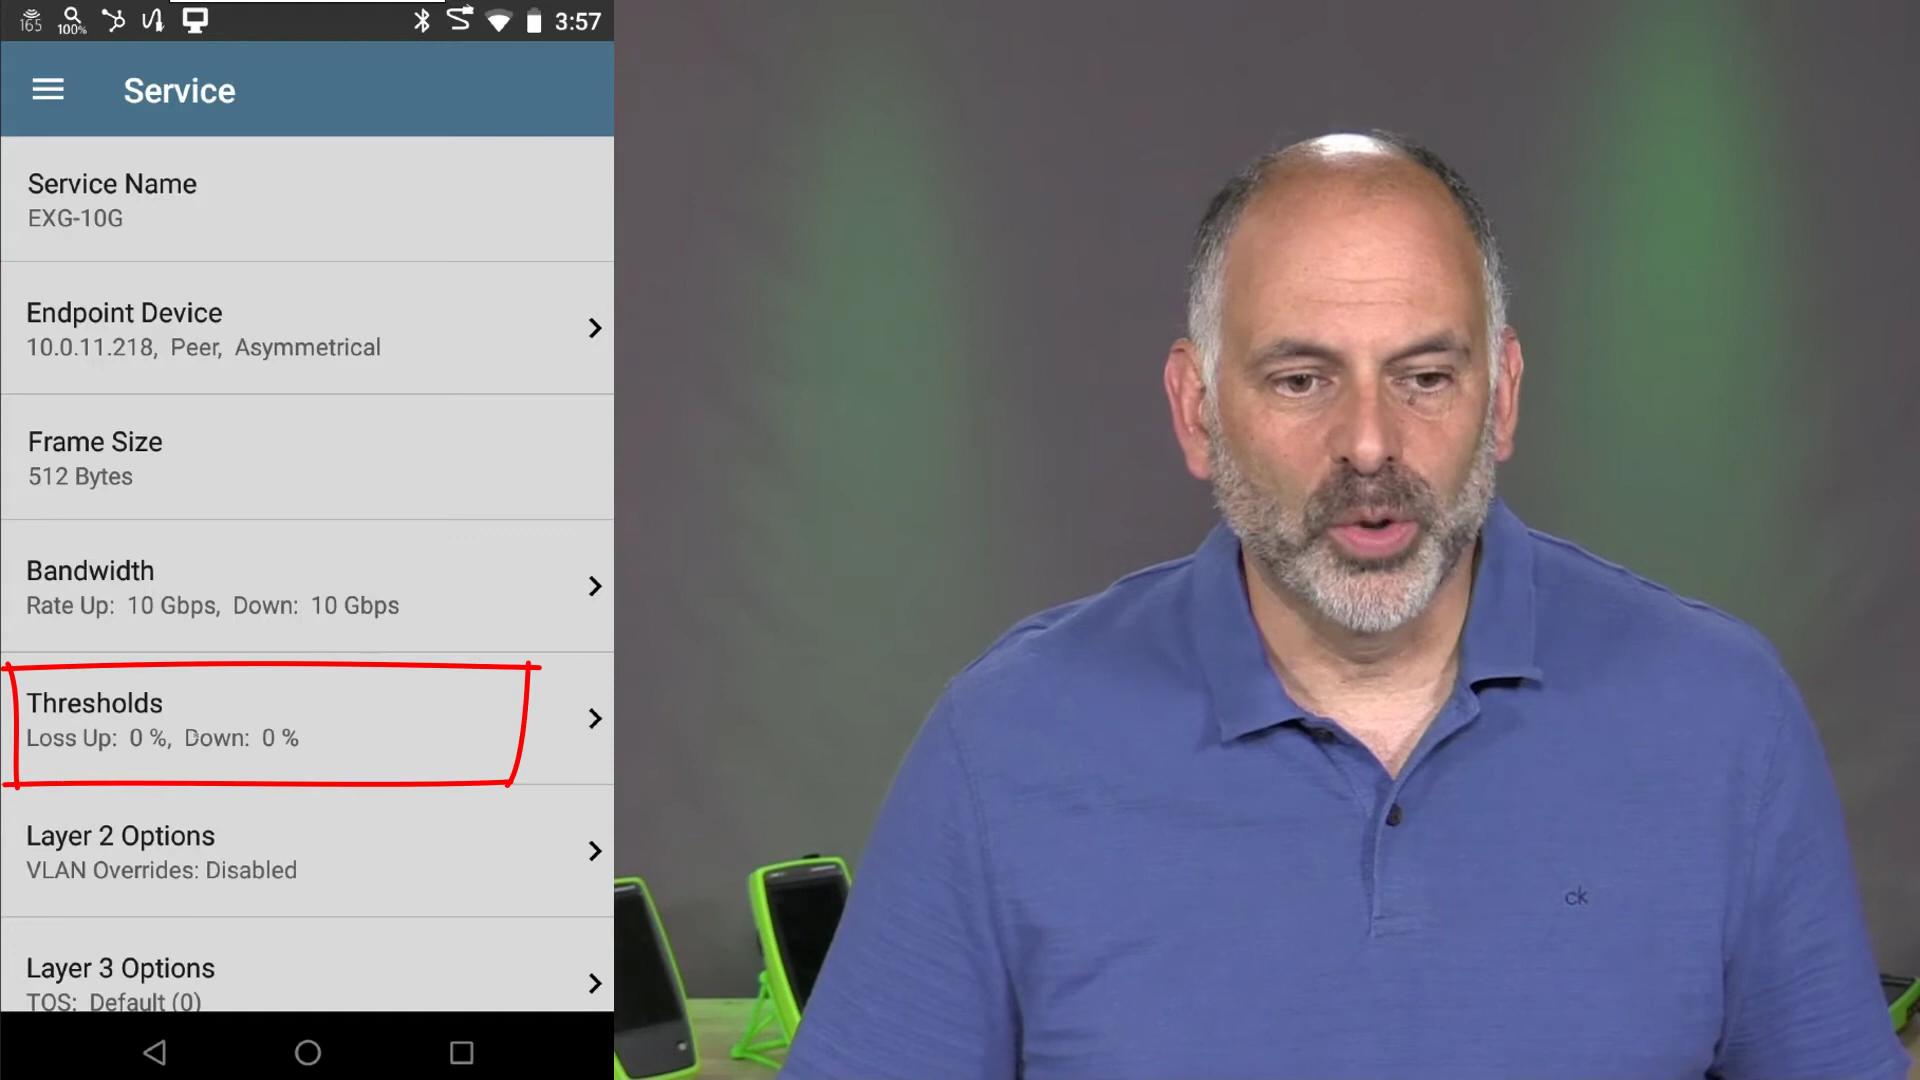 165
100%
3:57
Service
Service Name
EXG-10G
Endpoint Device
10.0.11.218, Peer, Asymmetrical
Frame Size
512 Bytes
Bandwidth
Rate Up: 10 Gbps, Down: 10 Gbps
Thresholds
Loss Up: 0 %, Down: 0 %
Layer 2 Options
VLAN Overrides: Disabled
Layer 3 Options
TOS: Default (0)
ck